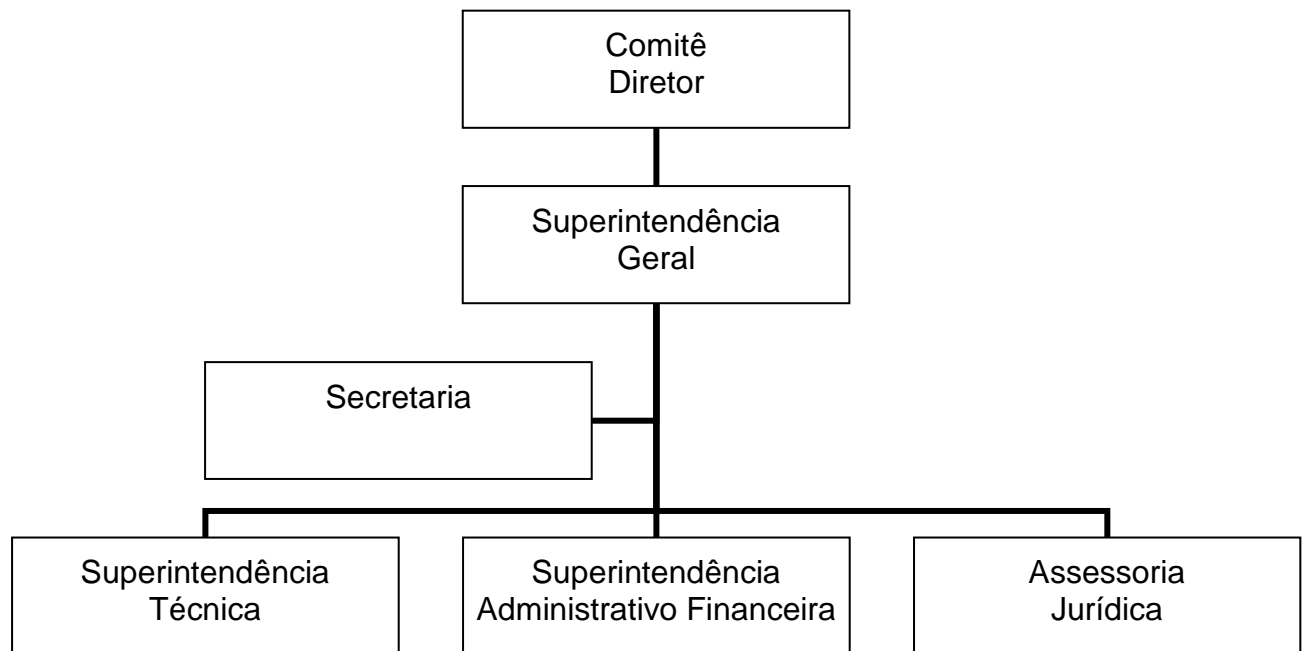 Comitê
Diretor
Superintendência
Geral
Secretaria
Superintendência
Técnica
Superintendência
Administrativo Financeira
Assessoria
Jurídica